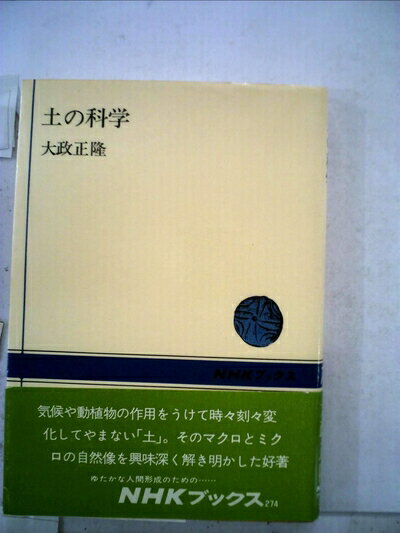 土の科学
大政正隆
NHKブックス
気候や動植物の作用をうけて時々刻々変
化してやまない「土」。そのマクロとミク
ロの自然像を興味深く解き明かした好著
ゆたかな人間形成のための……
NHKブックス274